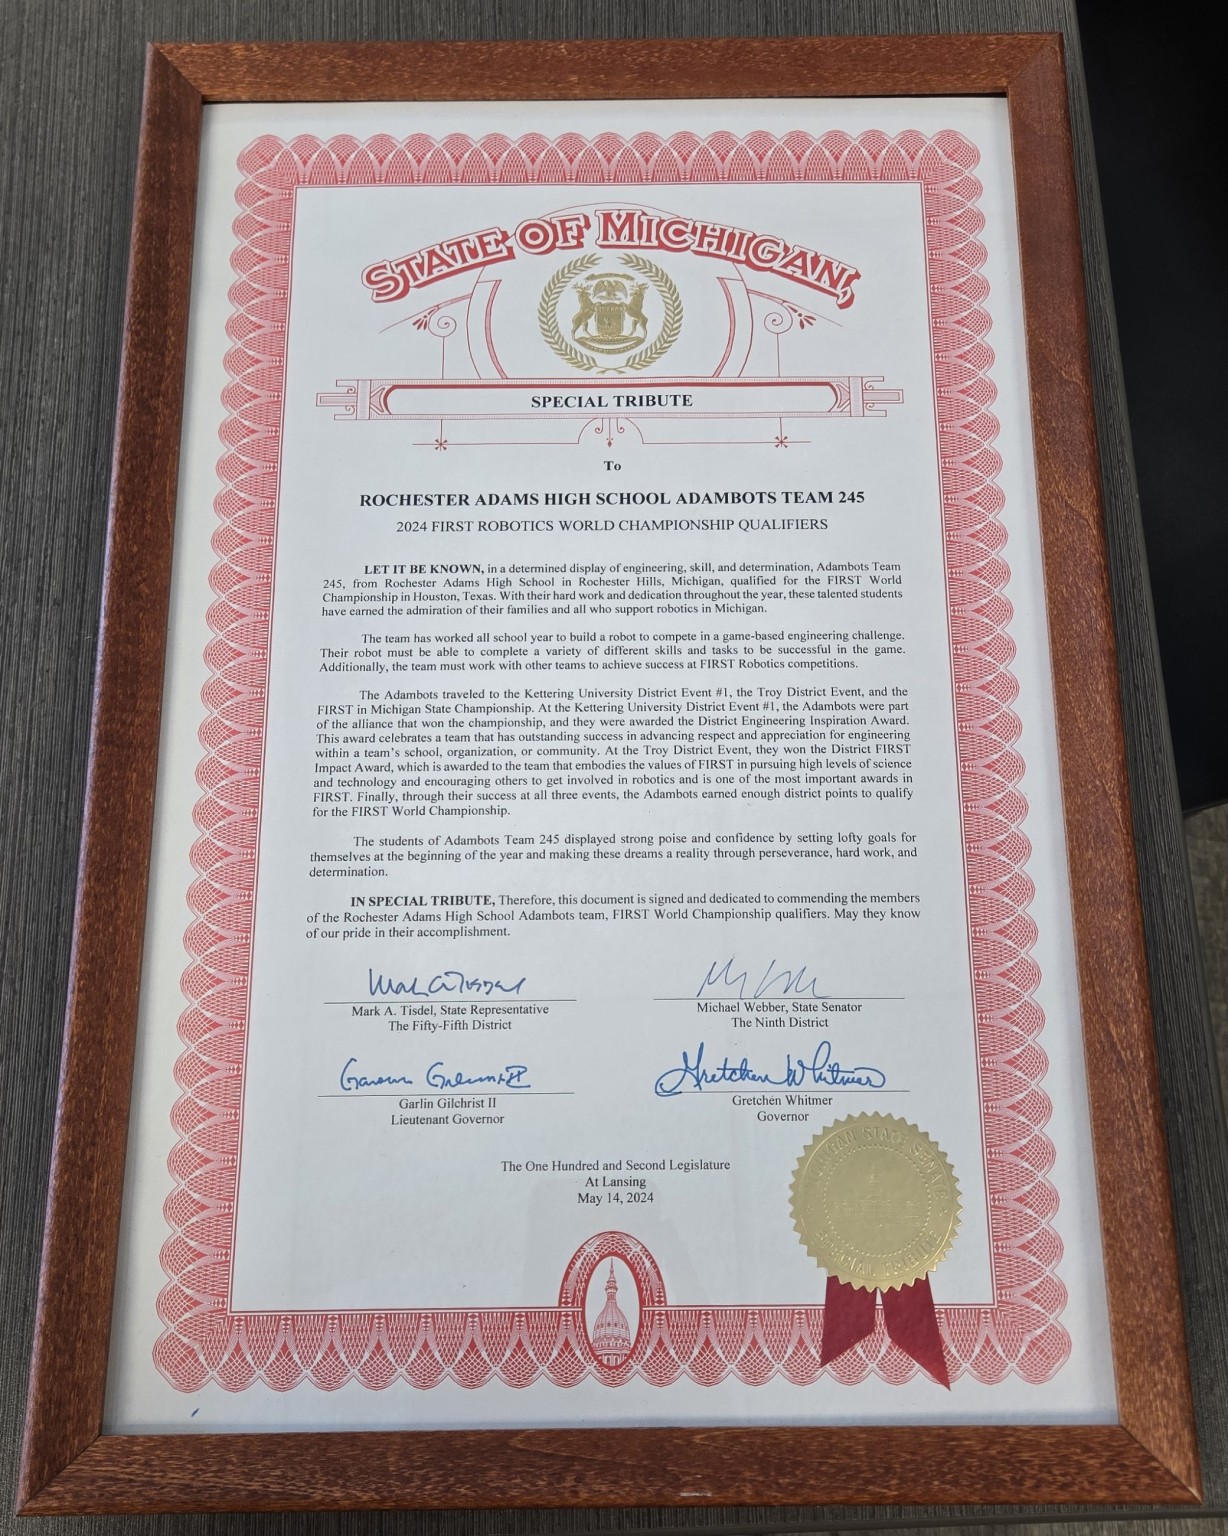 STATE OF MICHIGAN,
SPECIAL TRIBUTE
To
ROCHESTER ADAMS HIGH SCHOOL ADAMBOTS TEAM 245
2024 FIRST ROBOTICS WORLD CHAMPIONSHIP QUALIFIERS
LET IT BE KNOWN, in a determined display of engineering, skill, and determination, Adambots Team
245, from Rochester Adams High School in Rochester Hills, Michigan, qualified for the FIRST World
Championship in Houston, Texas. With their hard work and dedication throughout the year, these talented students
have earned the admiration of their families and all who support robotics in Michigan.
The team has worked all school year to build a robot to compete in a game-based engineering challenge.
Their robot must be able to complete a variety of different skills and tasks to be successful in the game.
Additionally, the team must work with other teams to achieve success at FIRST Robotics competitions.
The Adambots traveled to the Kettering University District Event #1, the Troy District Event, and the
FIRST in Michigan State Championship. At the Kettering University District Event #1, the Adambots were part
of the alliance that won the championship, and they were awarded the District Engineering Inspiration Award.
This award celebrates a team that has outstanding success in advancing respect and appreciation for engineering
within a team's school, organization, or community. At the Troy District Event, they won the District FIRST
Impact Award, which is awarded to the team that embodies the values of FIRST in pursuing high levels of science
and technology and encouraging others to get involved in robotics and is one of the most important awards in
FIRST. Finally, through their success at all three events, the Adambots earned enough district points to qualify
for the FIRST World Championship.
The students of Adambots Team 245 displayed strong poise and confidence by setting lofty goals for
themselves at the beginning of the year and making these dreams a reality through perseverance, hard work, and
determination.
IN SPECIAL TRIBUTE, Therefore, this document is signed and dedicated to commending the members
of the Rochester Adams High School Adambots team, FIRST World Championship qualifiers. May they know
of our pride in their accomplishment.
Mark A. Tisdel, State Representative
The Fifty-Fifth District
Michael Webber, State Senator
The Ninth District
Garlin Gilchrist II
Gretchen Whitmer
Garlin Gilchrist II
Lieutenant Governor
Gretchen Whitmer
Governor
The One Hundred and Second Legislature
At Lansing
May 14, 2024
STATE SENATE
SPECIAL TRIBUTE